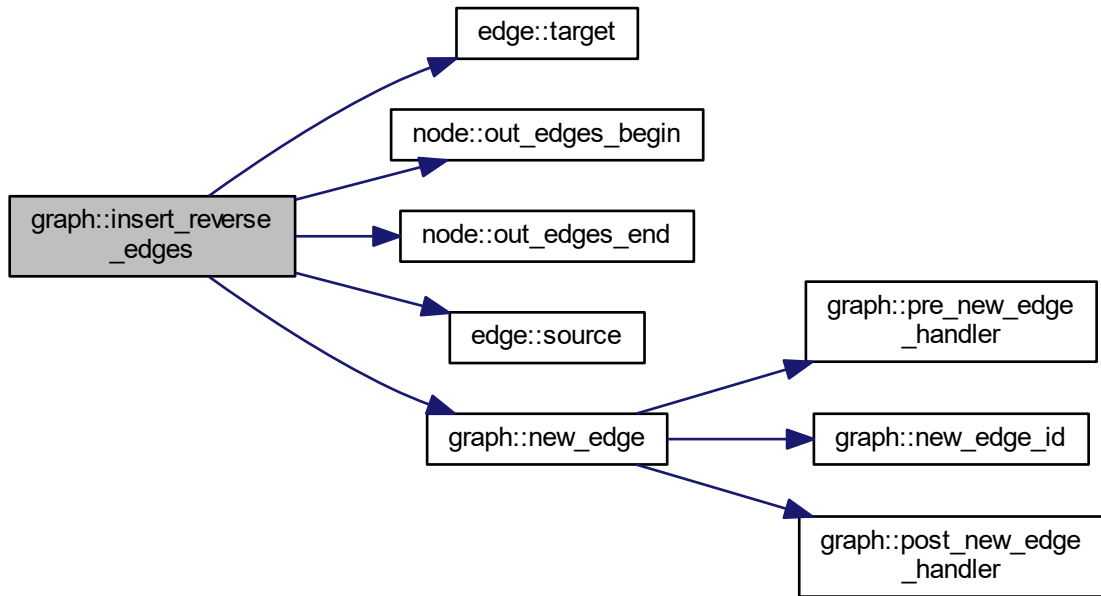 edge::target
node::out_edges_begin
graph::insert_reverse
_edges
node::out_edges_end
edge::source
graph::new_edge
graph::pre_new_edge
_handler
graph::new_edge_id
graph::post_new_edge
_handler